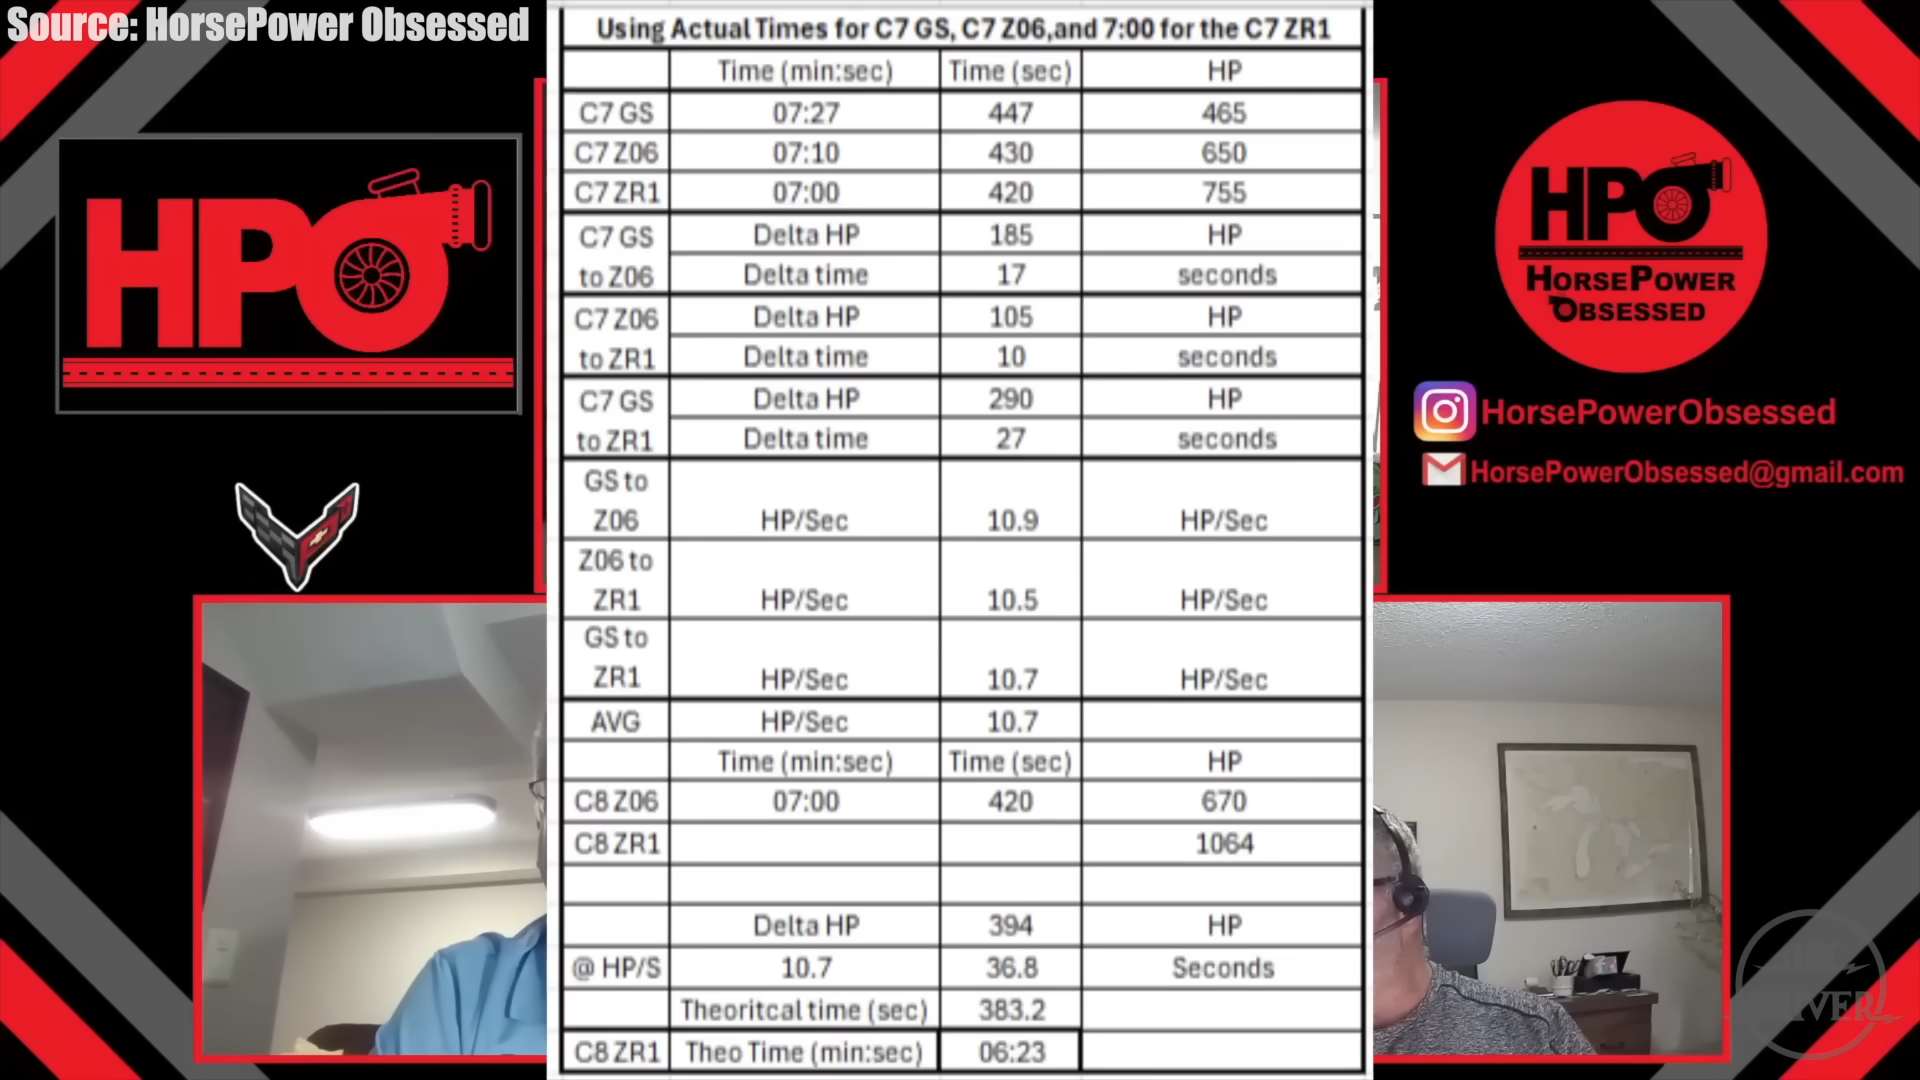 Source: HorsePower Obsessed
Using Actual Times for C7 GS, C7 Z06,and 7:00 for the C7 ZR1
Time (min:sec) Time (sec) HP
C7 GS 07:27 447 465
C7 Z06 07:10 430 650
C7 ZR1 07:00 420 755
C7 GS Delta HP 185 HP
to Z06 Delta time 17 seconds
C7 Z06 Delta HP 105 HP
to ZR1 Delta time 10 seconds
C7 GS Delta HP 290 HP
to ZR1 Delta time 27 seconds
GS to
Z06 HP/Sec 10.9 HP/Sec
Z06 to
ZR1 HP/Sec 10.5 HP/Sec
GS to
ZR1 HP/Sec 10.7 HP/Sec
AVG HP/Sec 10.7
Time (min:sec) Time (sec) HP
C8 Z06 07:00 420 670
C8 ZR1 1064
Delta HP 394 HP
@ HP/S 10.7 36.8 Seconds
Theoritcal time (sec) 383.2
C8 ZR1 Theo Time (min:sec) 06:23
HPO
HPO
HORSEPOWER
OBSESSED
HorsePowerObsessed
HorsePowerObsessed@gmail.com